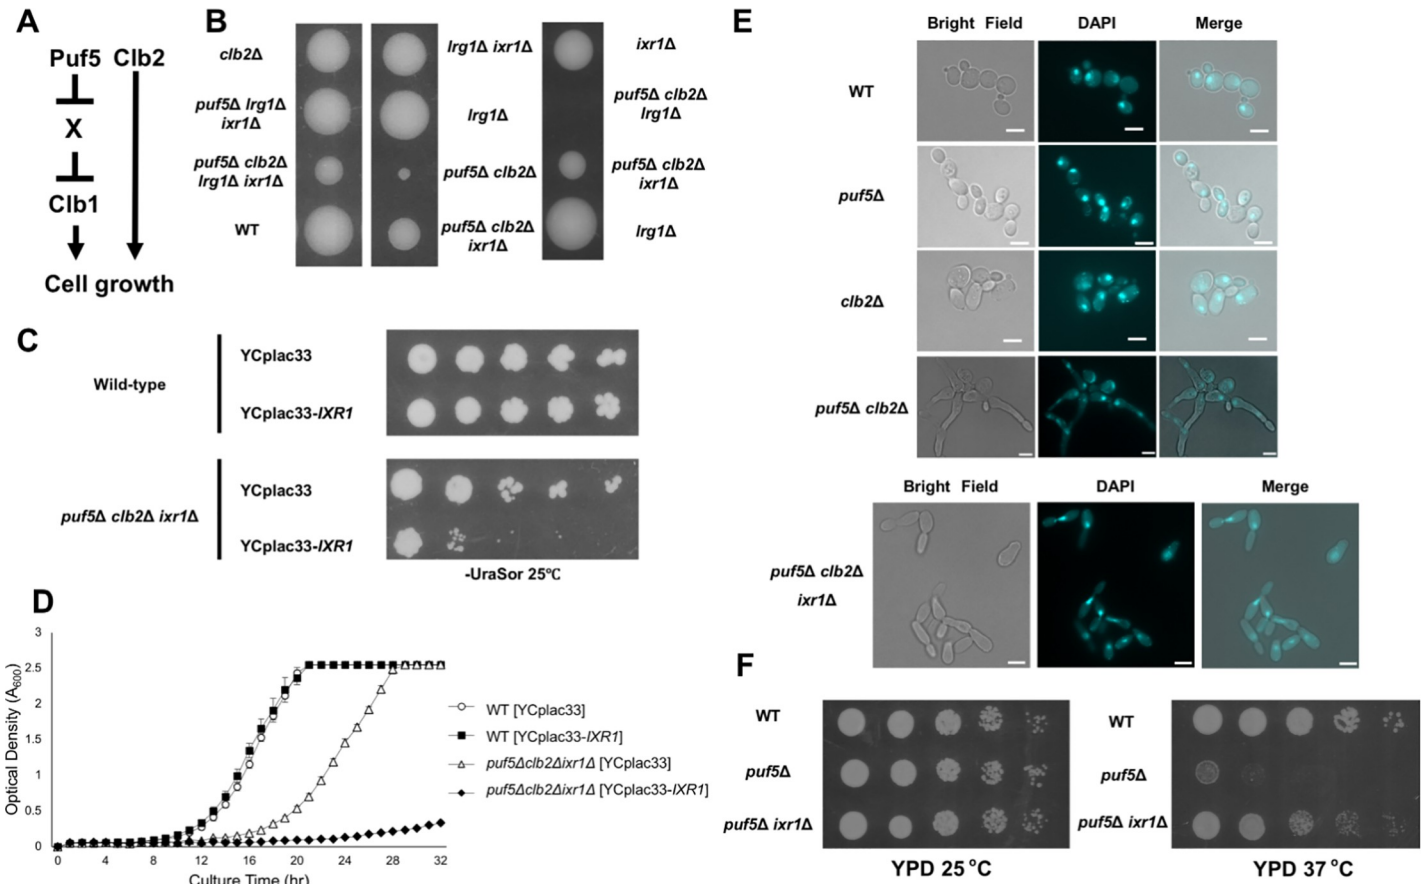 A
Puf5 Clb2
X
Clb1
Cell growth
B
clb2Δ
puf5Δ lrg1Δ
ixr1Δ
puf5Δ clb2Δ
lrg1Δ ixr1Δ
WT
lrg1Δ ixr1Δ
lrg1Δ
puf5Δ clb2Δ
puf5Δ clb2Δ
ixr1Δ
ixr1Δ
puf5Δ clb2Δ
lrg1Δ
puf5Δ clb2Δ
ixr1Δ
lrg1Δ
C
Wild-type
YCplac33
YCplac33-IXR1
puf5Δ clb2Δ ixr1Δ
YCplac33
YCplac33-IXR1
-UraSor 25℃
D
Optical Density (A600)
3
2.5
2
1.5
1
0.5
0
0 4 8 12 16 20 24 28 32
Culture Time (hr)
WT [YCplac33]
WT [YCplac33-IXR1]
puf5Δclb2Δixr1Δ [YCplac33]
puf5Δclb2Δixr1Δ [YCplac33-IXR1]
E
Bright Field DAPI Merge
WT
puf5Δ
clb2Δ
puf5Δ clb2Δ
Bright Field DAPI Merge
puf5Δ clb2Δ
ixr1Δ
F
WT
puf5Δ
puf5Δ ixr1Δ
YPD 25 °C
WT
puf5Δ
puf5Δ ixr1Δ
YPD 37 °C